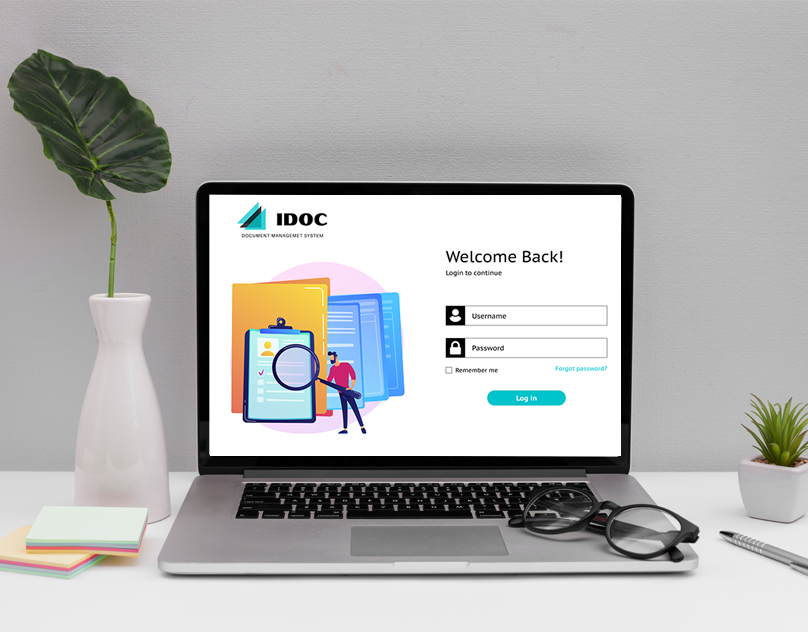 IDOC
DOCUMENT MANAGEMET SYSTEM
Welcome Back!
Login to continue
Username
Password
Remember me
Forgot password?
Log in